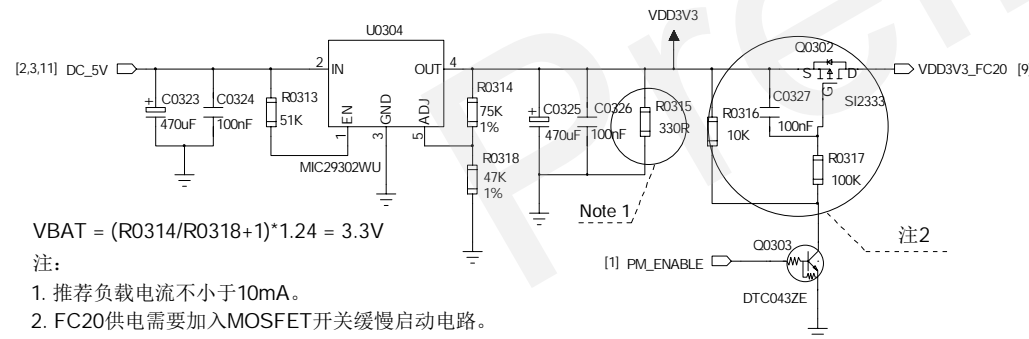 VDD3V3
U0304
Q0302
[2,3,11] DC_5V
2
IN
OUT
4
S
D
G
VDD3V3_FC20 [9
SI2333
C0323
470uF
C0324
100nF
R0313
51K
EN
GND
ADJ
1
3
5
MIC29302WU
R0314
75K
1%
R0318
47K
1%
C0325
470uF
C0326
100nF
R0315
330R
R0316
10K
C0327
100nF
R0317
100K
Note 1
注2
VBAT = (R0314/R0318+1)*1.24 = 3.3V
Q0303
[1] PM_ENABLE
DTC043ZE
注：
1. 推荐负载电流不小于10mA。
2. FC20供电需要加入MOSFET开关缓慢启动电路。